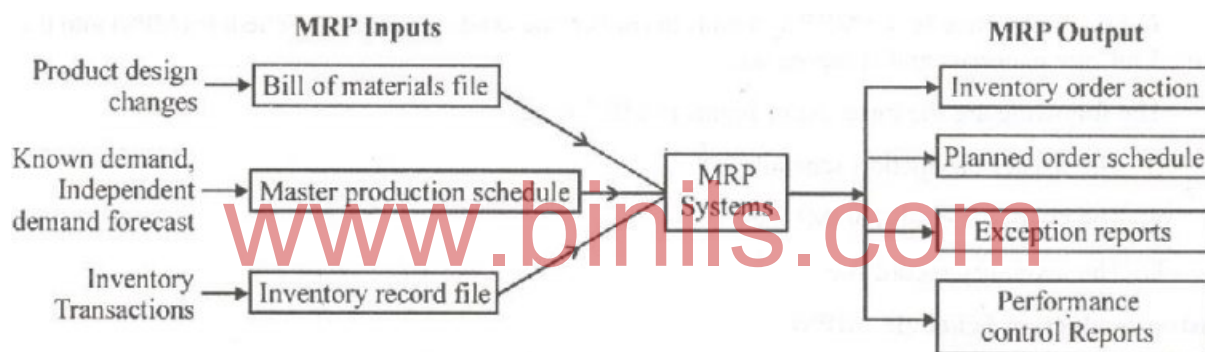 MRP Inputs
MRP Output
Product design
changes
Bill of materials file
Inventory order action
Known demand,
Independent
demand forecast
Master production schedule
MRP
Systems
Planned order schedule
www.binils.com
Exception reports
Inventory
Transactions
Inventory record file
Performance
control Reports